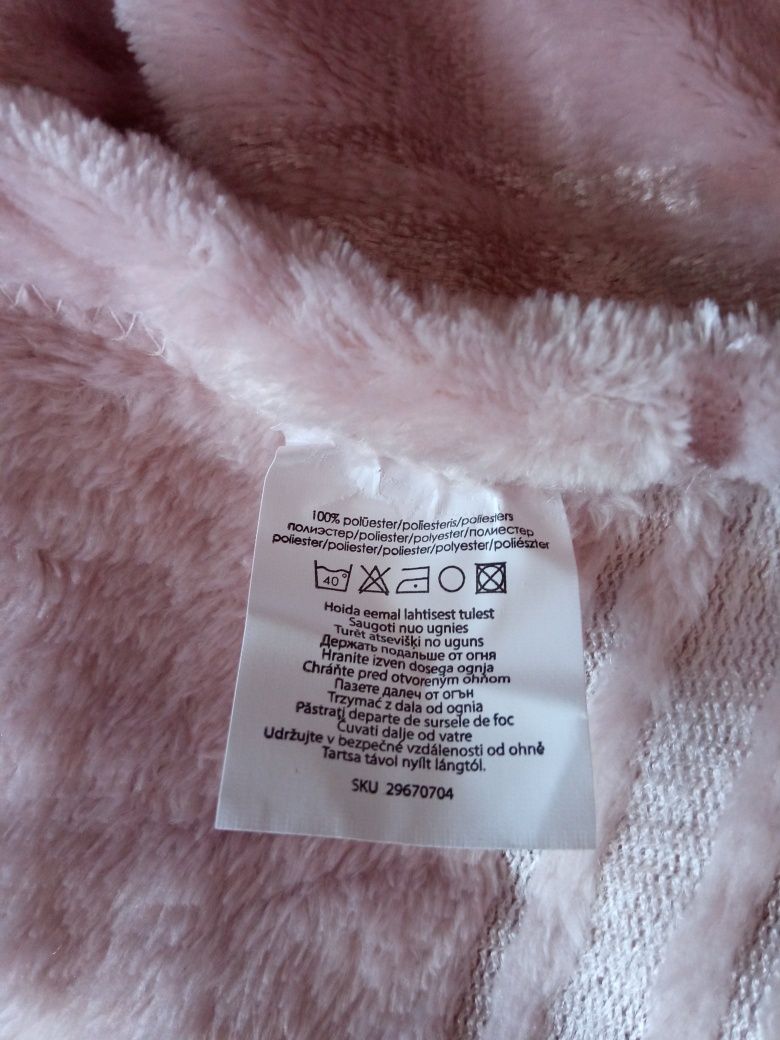 100% polüester/poliesteris/poliesters
полиэстер/poliester/polyester/полиестер
poliester/poliester/poliester/polyester/poliészter
40°
Hoida eemal lahtisest tulest
Saugoti nuo ugnies
Turēt atsevišķi no uguns
Держать подальше от огня
Hranite izven dosega ognja
Chráňte pred otvoreným ohňom
Пазете далеч от огън
Trzymać z dala od ognia
Păstrați departe de sursele de foc
Čuvati dalje od vatre
Udržujte v bezpečné vzdálenosti od ohně
Tartsa távol nyílt lángtól.
SKU 29670704